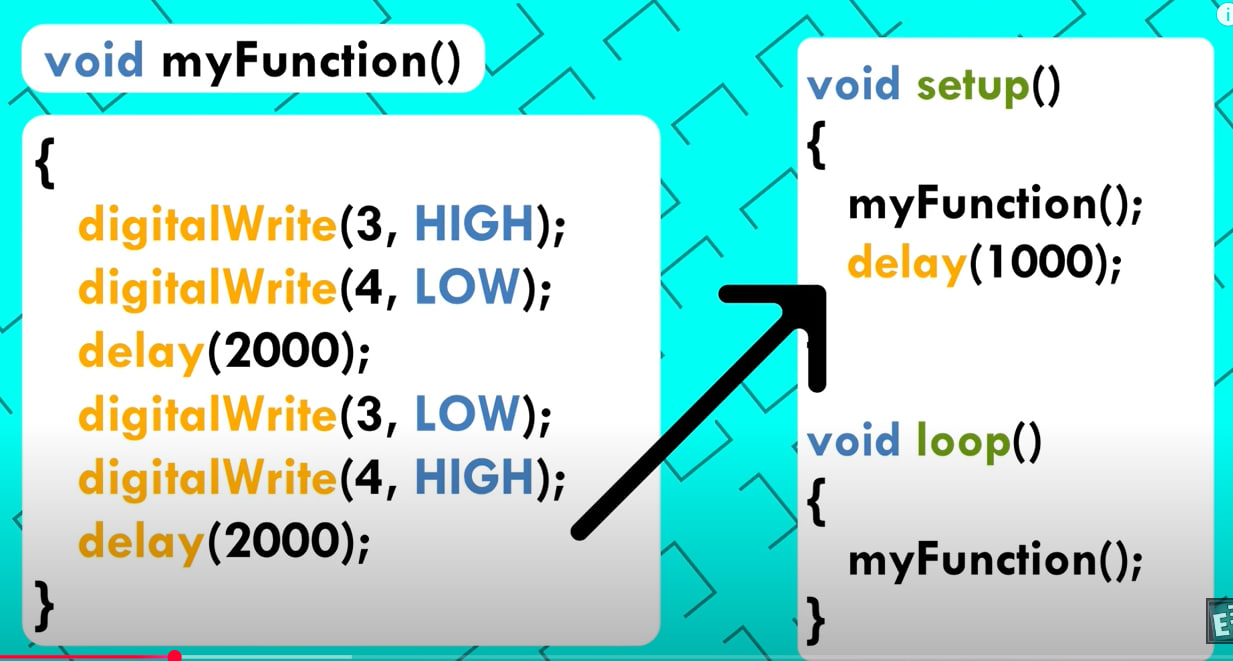 void myFunction()
{
digitalWrite(3, HIGH);
digitalWrite(4, LOW);
delay(2000);
digitalWrite(3, LOW);
digitalWrite(4, HIGH);
delay(2000);
}
void setup()
{
myFunction();
delay(1000);
void loop()
{
myFunction();
}